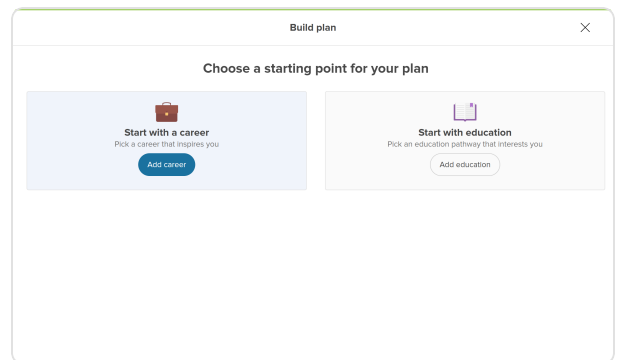 Build plan
Choose a starting point for your plan
Start with a career
Pick a career that inspires you
Add career
Start with education
Pick an education pathway that interests you
Add education